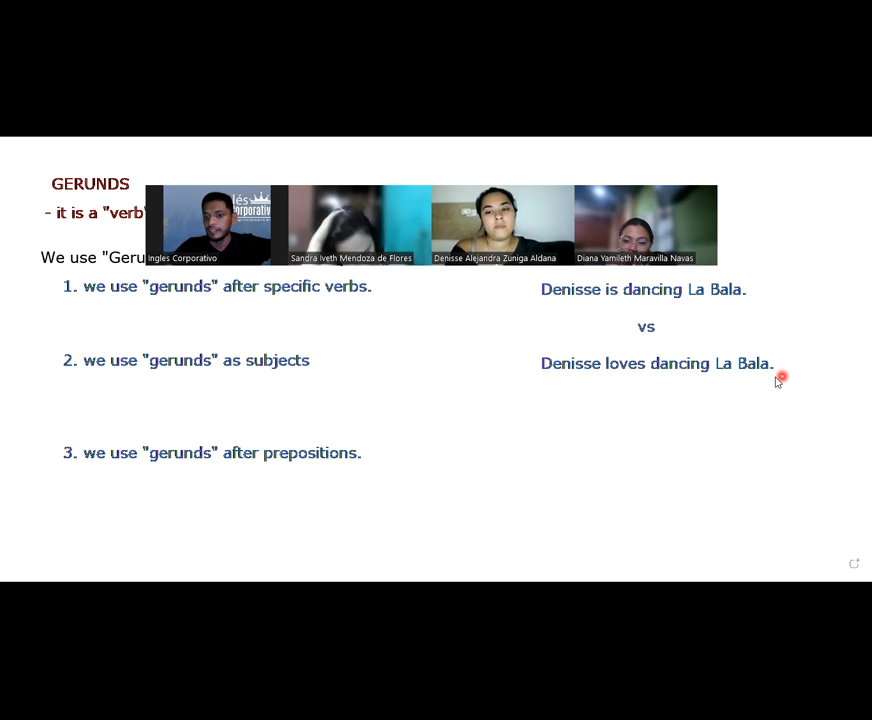 GERUNDS
- it is a "verb"
We use "Geru
lés
orporativo
Ingles Corporativo
Sandra Iveth Mendoza de Flores
Denisse Alejandra Zuniga Aldana
Diana Yamileth Maravilla Navas
1. we use "gerunds" after specific verbs.
Denisse is dancing La Bala.
vs
2. we use "gerunds" as subjects
Denisse loves dancing La Bala.
3. we use "gerunds" after prepositions.